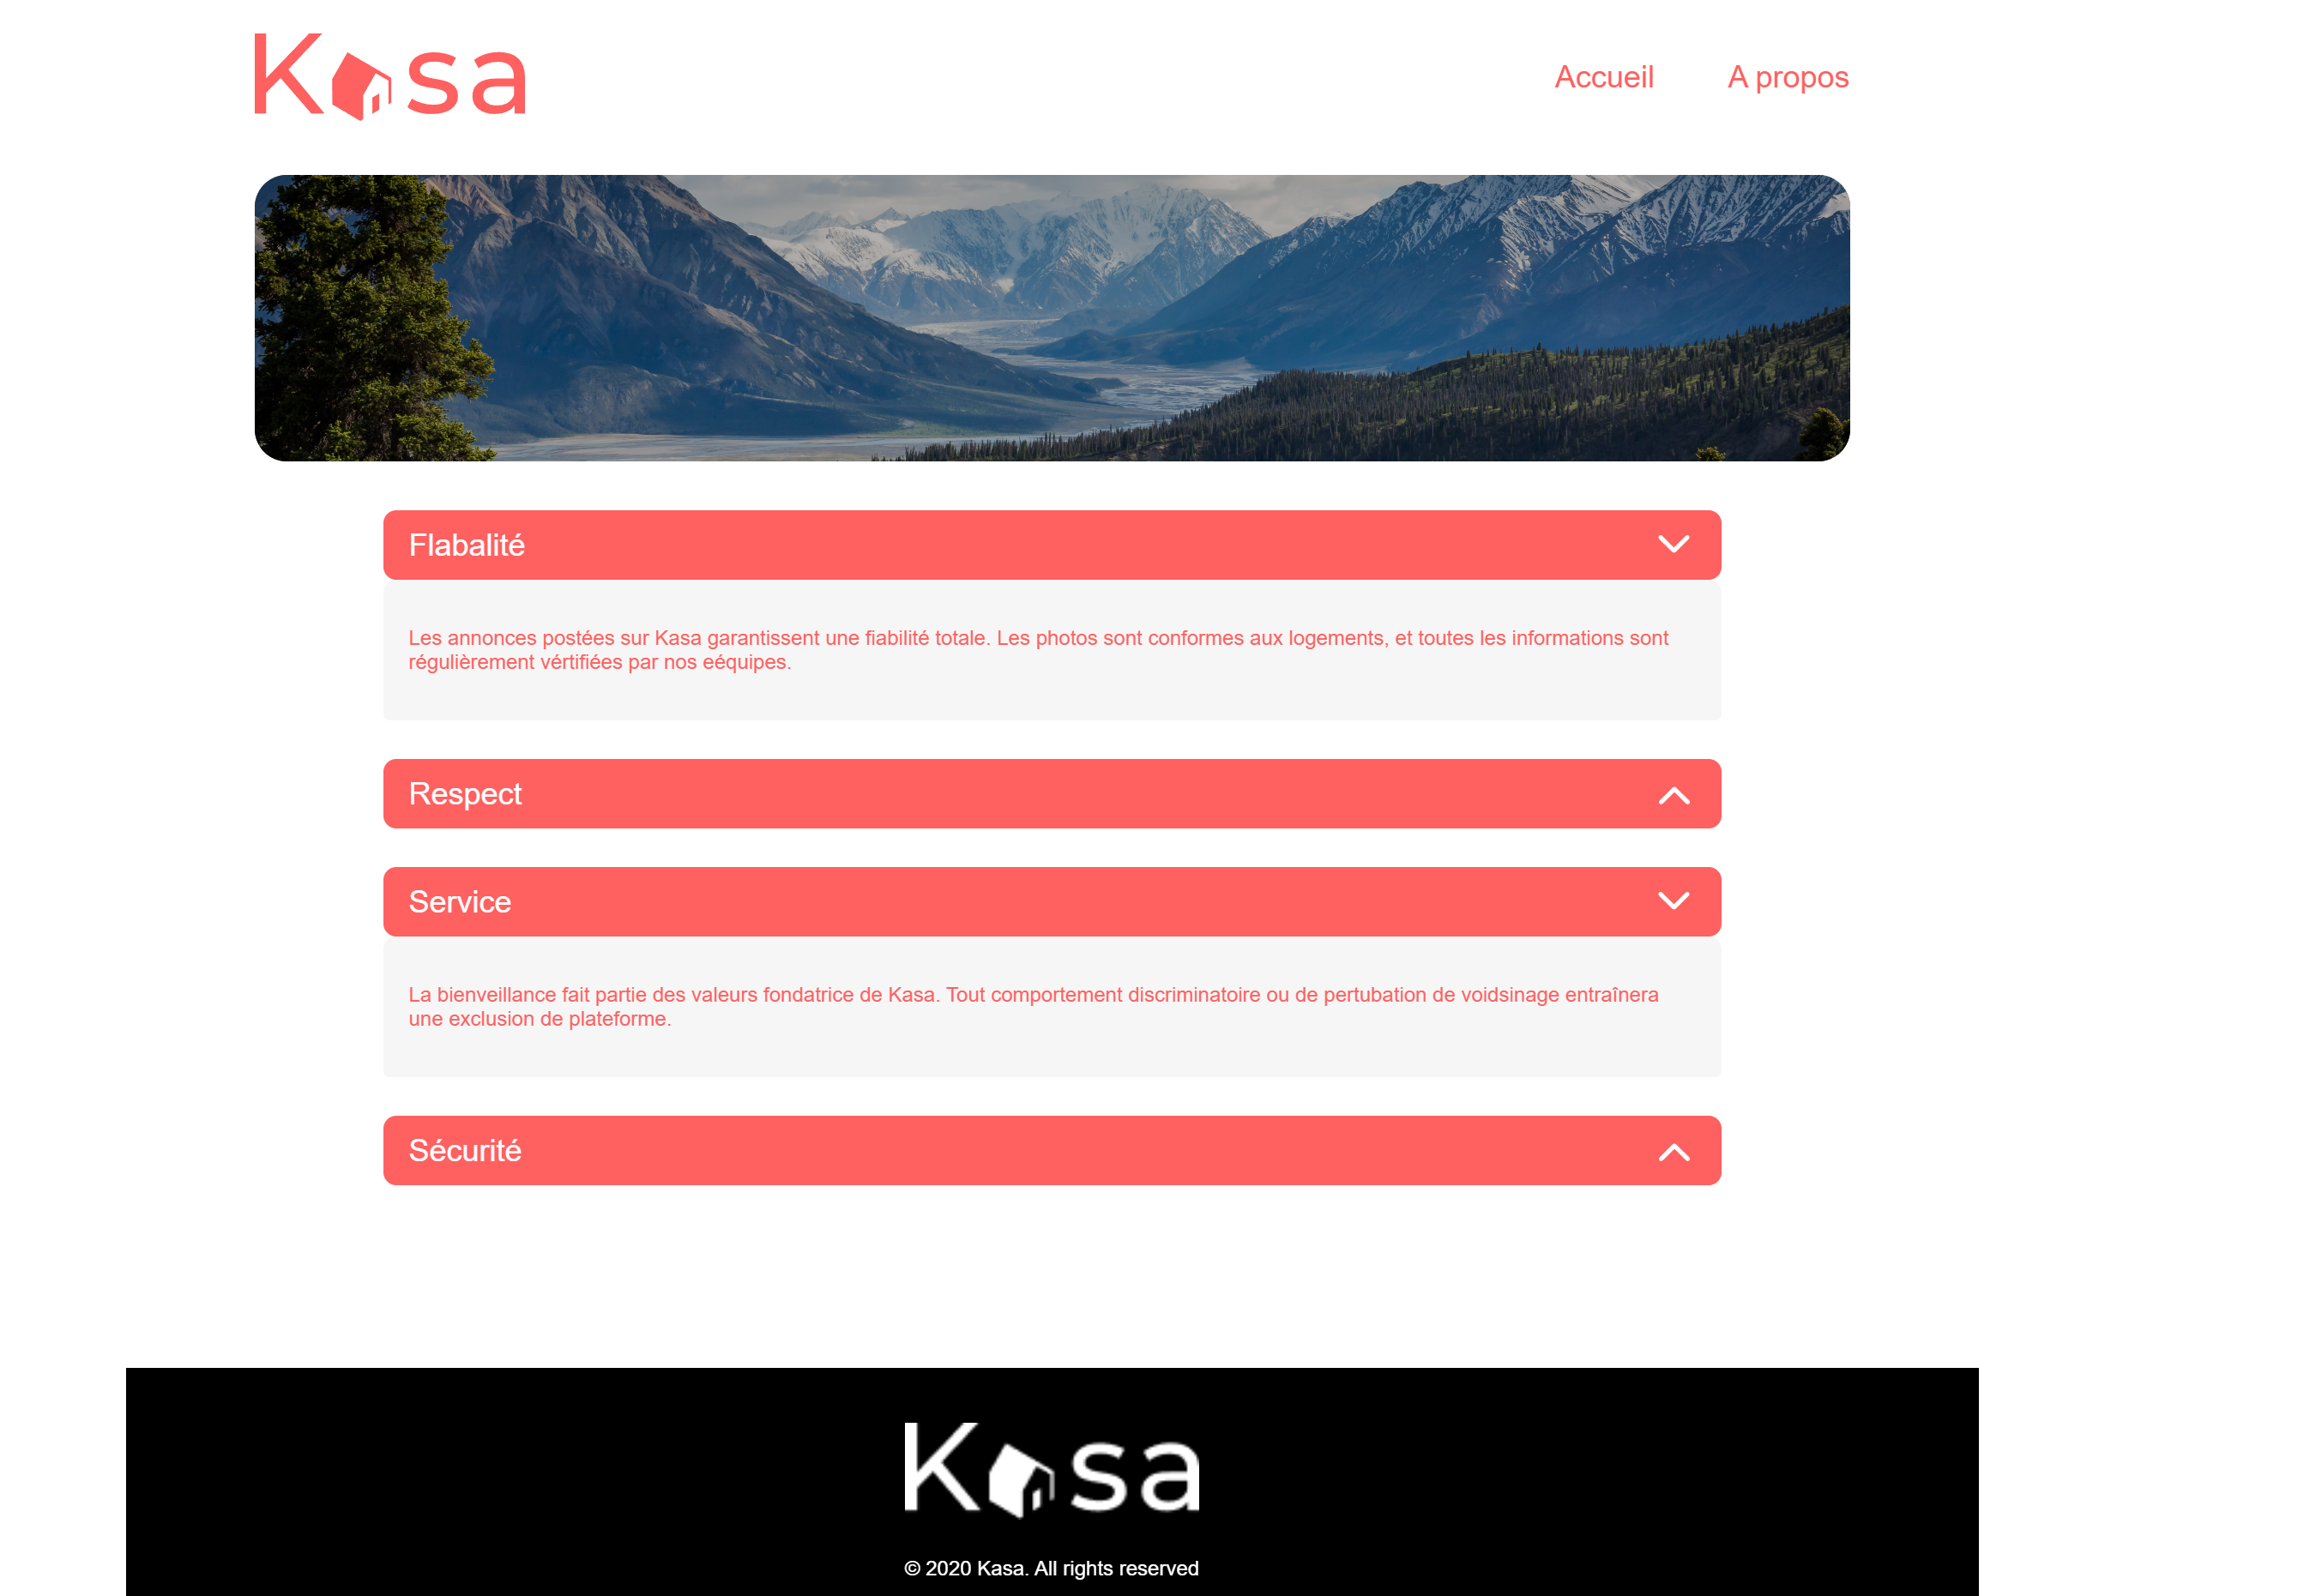 Kasa
Accueil A propos
Flabalité
Les annonces postées sur Kasa garantissent une fiabilité totale. Les photos sont conformes aux logements, et toutes les informations sont
régulièrement vértifiées par nos eéquipes.
Respect
Service
La bienveillance fait partie des valeurs fondatrice de Kasa. Tout comportement discriminatoire ou de pertubation de voidsinage entraînera
une exclusion de plateforme.
Sécurité
Kasa
© 2020 Kasa. All rights reserved